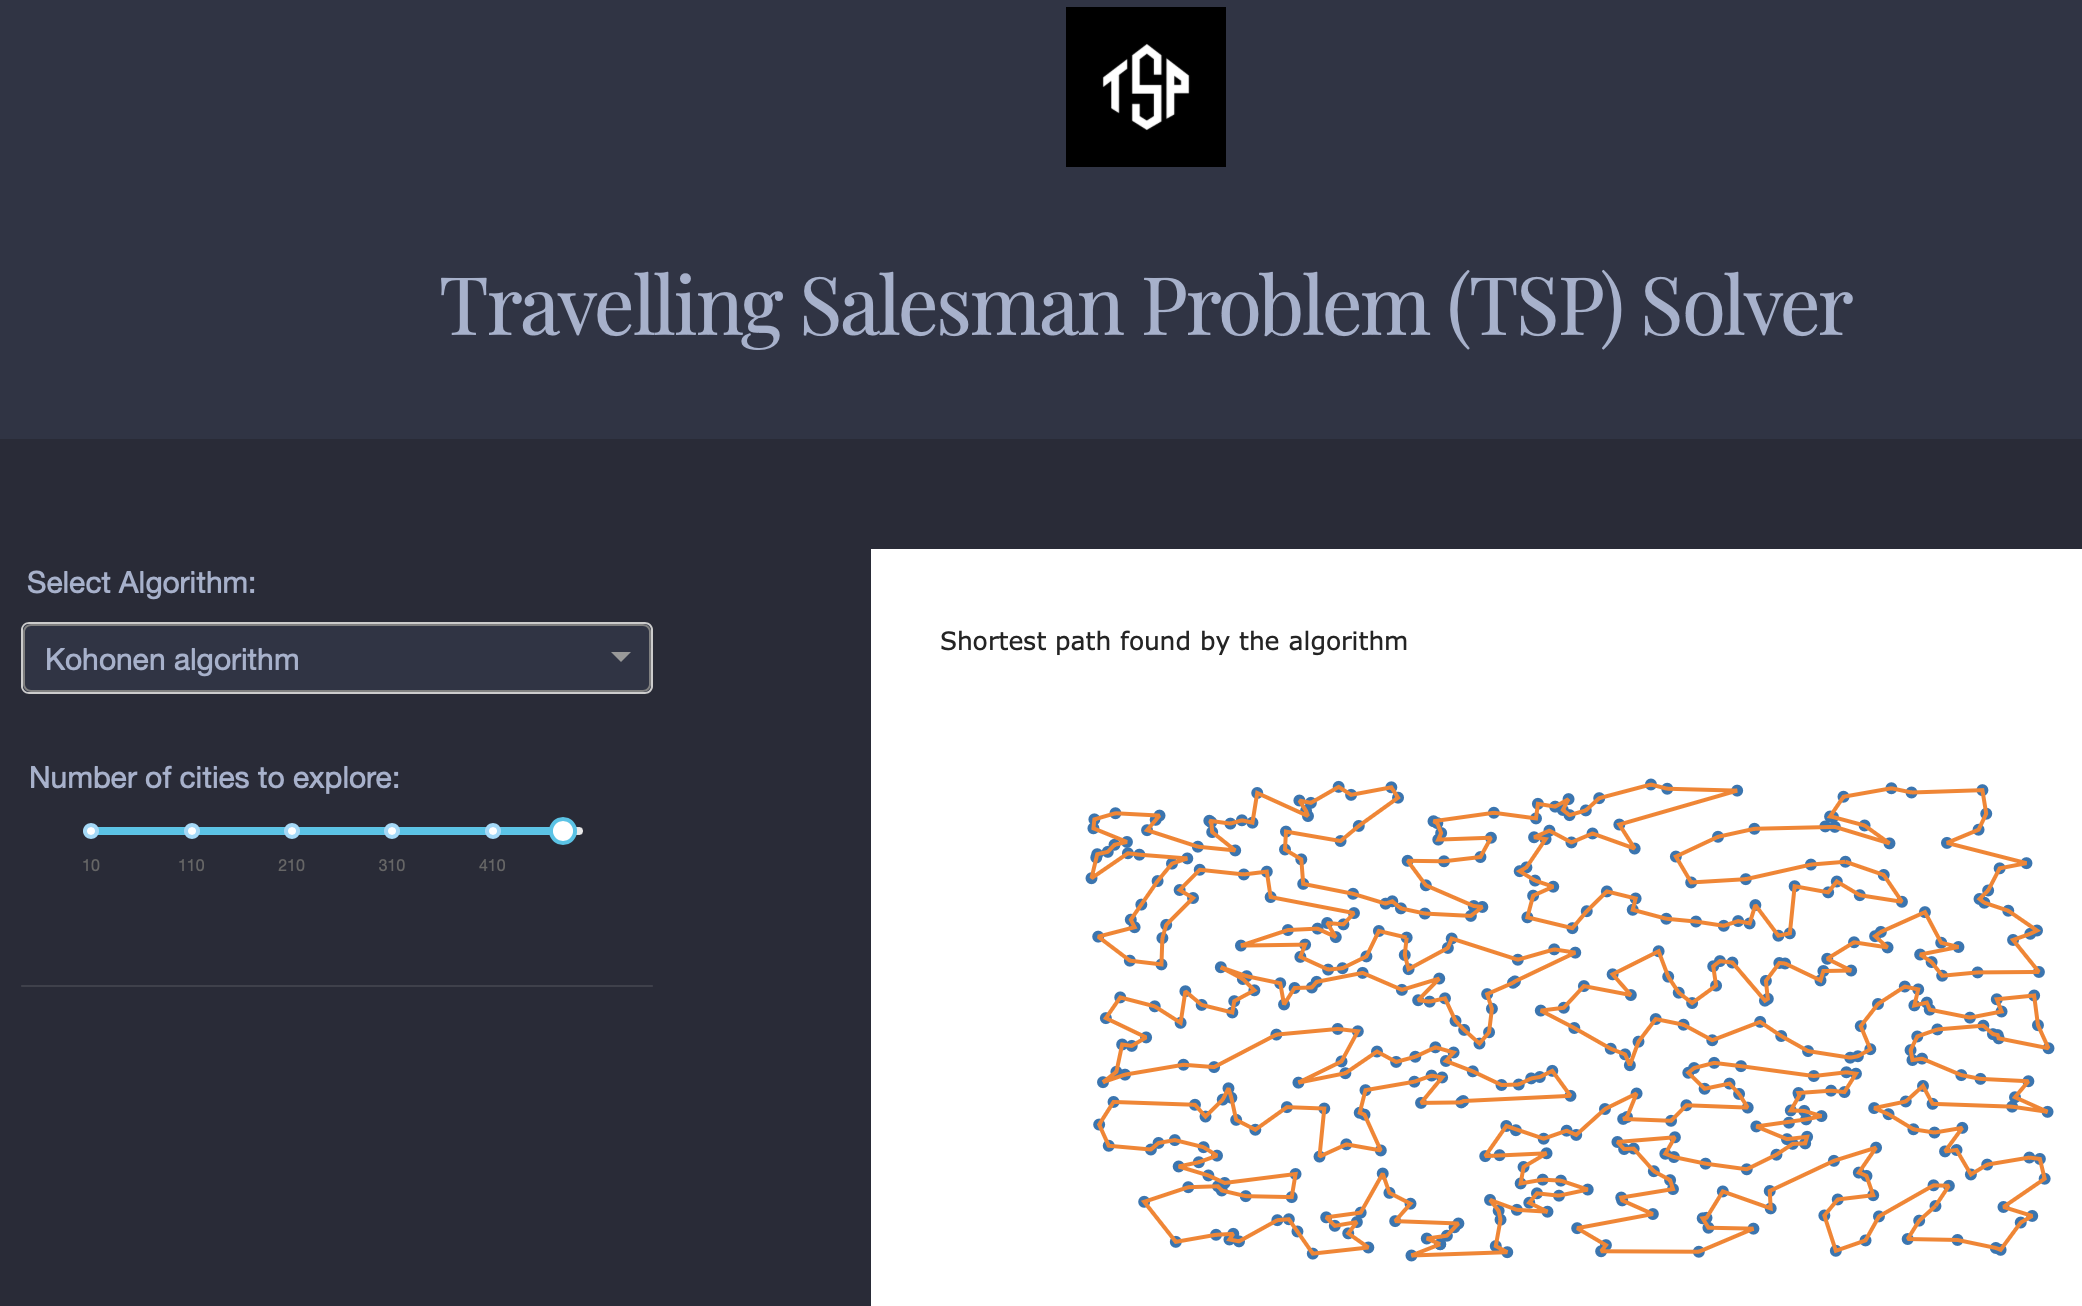 TSP
Travelling Salesman Problem (TSP) Solver
Select Algorithm:
Kohonen algorithm
Number of cities to explore:
10 110 210 310 410
Shortest path found by the algorithm